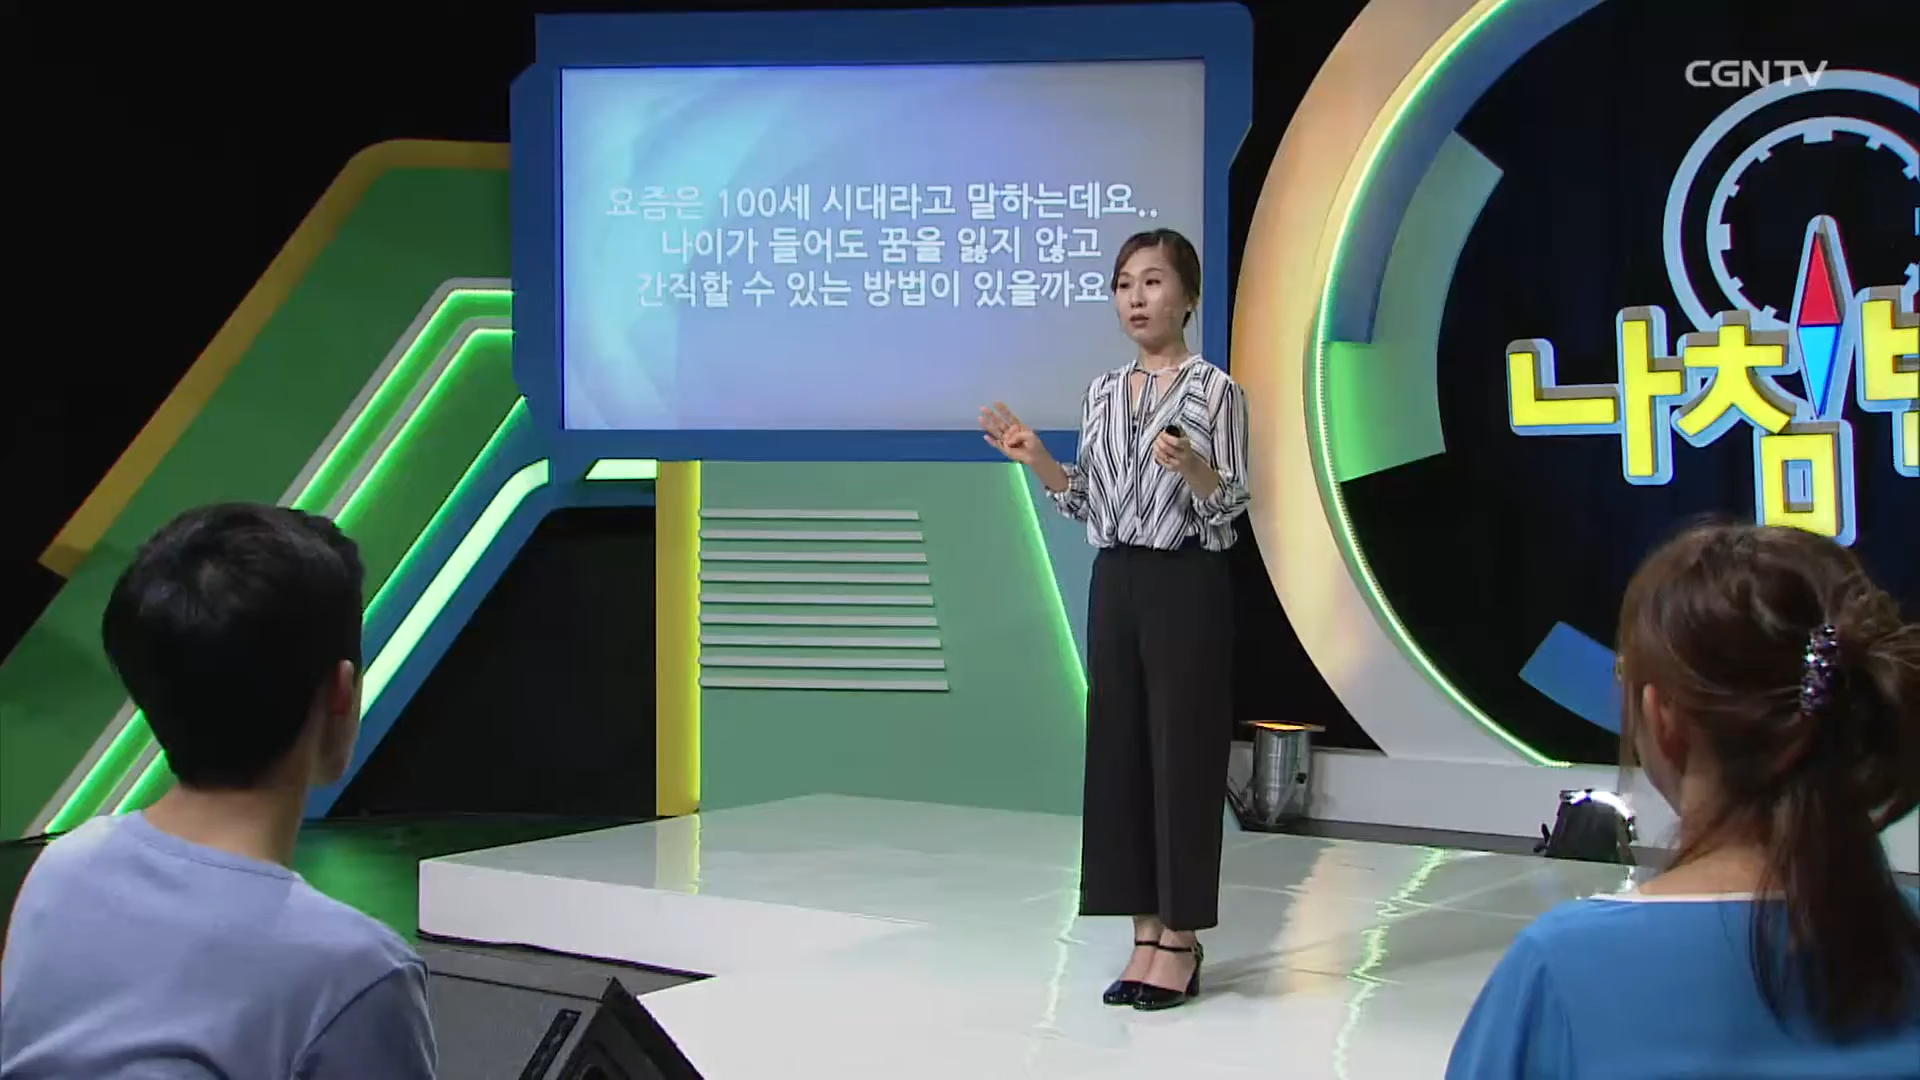 요즘은 100세 시대라고 말하는데요..
나이가 들어도 꿈을 잃지 않고
간직할 수 있는 방법이 있을까요
CGNTV
나침